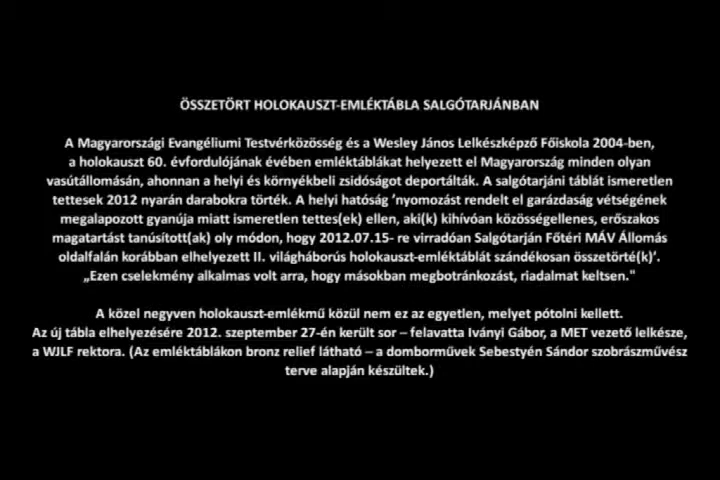 ÖSSZETÖRT HOLOKAUSZT-EMLÉKTÁBLA SALGÓTARJÁNBAN
A Magyarországi Evangéliumi Testvérközösség és a Wesley János Lelkészképző Főiskola 2004-ben,
a holokauszt 60. évfordulójának évében emléktáblákat helyezett el Magyarország minden olyan
vasútállomásán, ahonnan a helyi és környékbeli zsidóságot deportálták. A salgótarjáni táblát ismeretlen
tettesek 2012 nyarán darabokra törték. A helyi hatóság ’nyomozást rendelt el garázdaság vétségének
megalapozott gyanúja miatt ismeretlen tettes(ek) ellen, aki(k) kihívóan közösségellenes, erőszakos
magatartást tanúsított(ak) oly módon, hogy 2012.07.15- re virradóan Salgótarján Főtéri MÁV Állomás
oldalfalán korábban elhelyezett II. világháborús holokauszt-emléktáblát szándékosan összetörté(k)’.
„Ezen cselekmény alkalmas volt arra, hogy másokban megbotránkozást, riadalmat keltsen."
A közel negyven holokauszt-emlékmű közül nem ez az egyetlen, melyet pótolni kellett.
Az új tábla elhelyezésére 2012. szeptember 27-én került sor – felavatta Iványi Gábor, a MET vezető lelkésze,
a WJLF rektora. (Az emléktáblákon bronz relief látható – a domborművek Sebestyén Sándor szobrászművész
terve alapján készültek.)